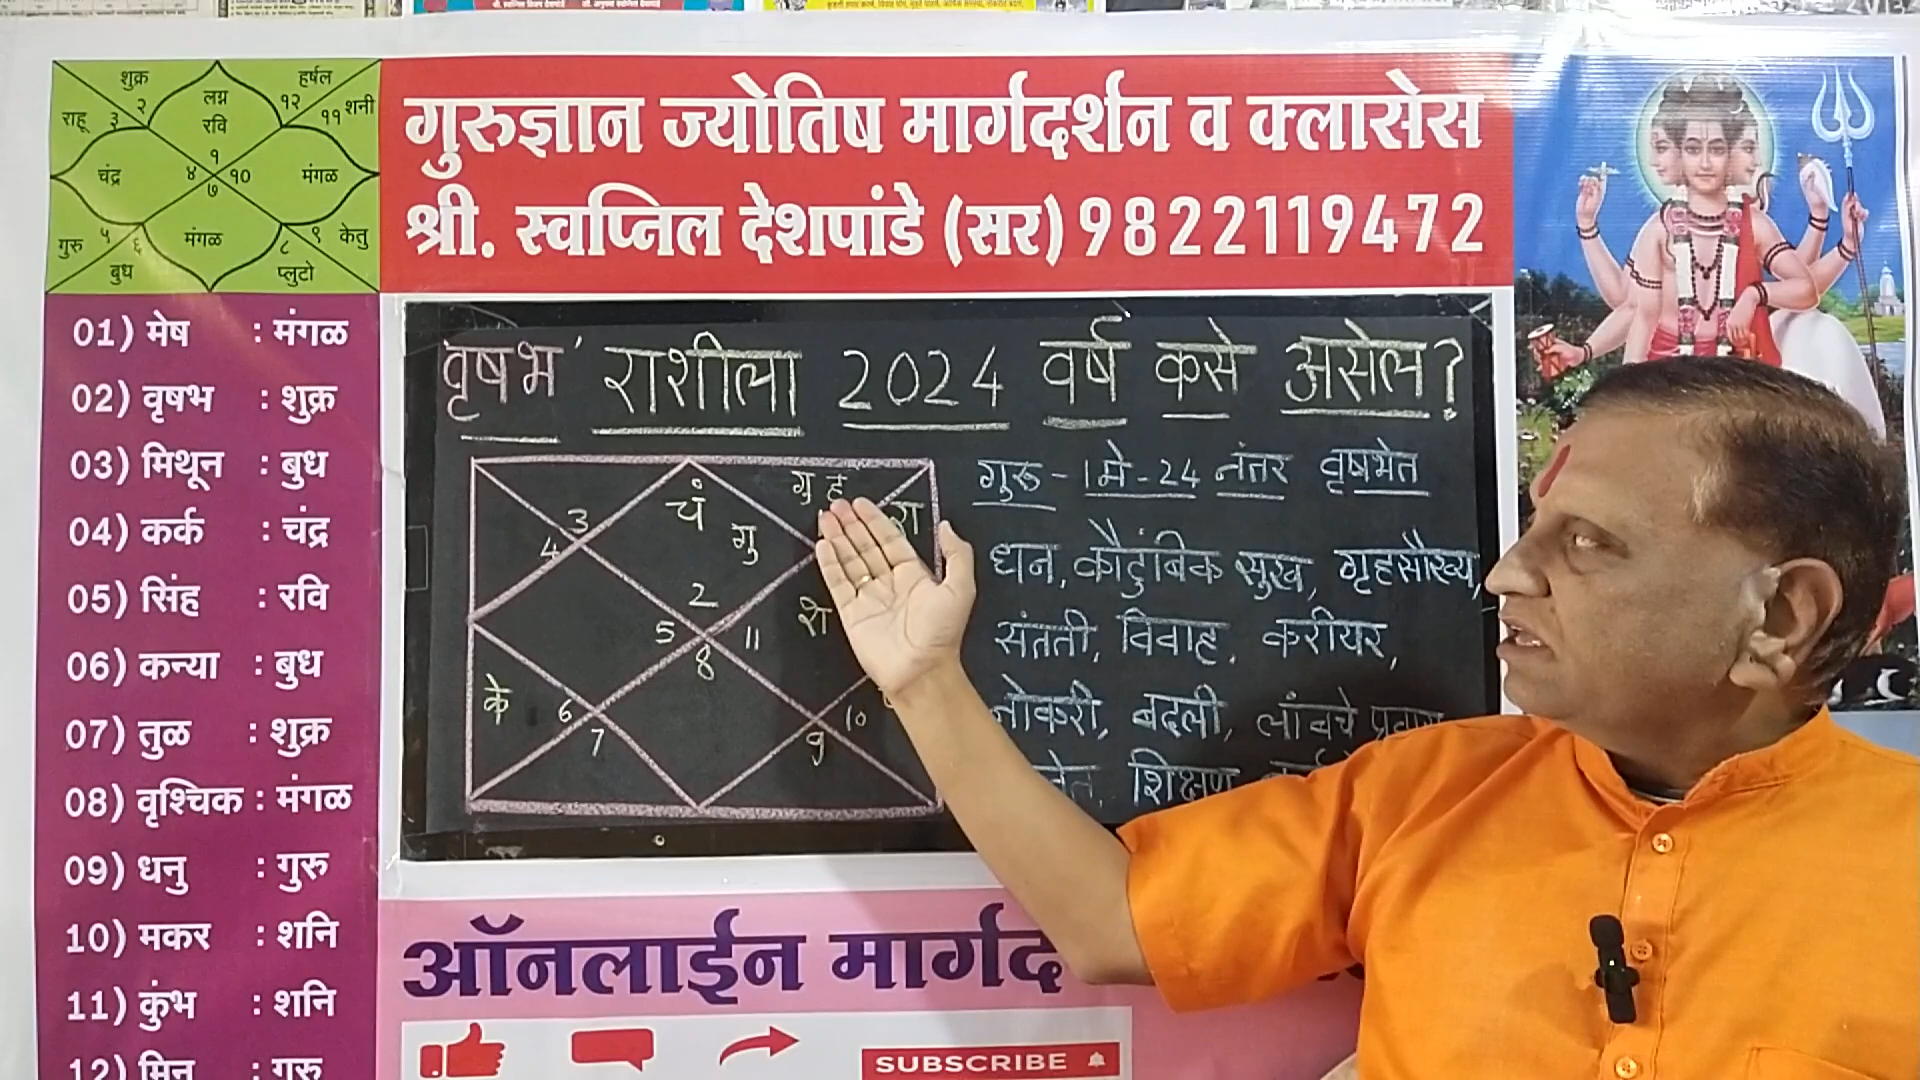 शुक्र
हर्षल
राहू
२
३
लग्न
रवि
१२
११
शनी
चंद्र
१
४
१०
७
मंगळ
गुरु
५
६
बुध
मंगळ
८
९
केतु
प्लुटो
गुरुज्ञान ज्योतिष मार्गदर्शन व क्लासेस
श्री. स्वप्निल देशपांडे (सर) 9822119472
01) मेष : मंगळ
02) वृषभ : शुक्र
03) मिथून : बुध
04) कर्क : चंद्र
05) सिंह : रवि
06) कन्या : बुध
07) तुळ : शुक्र
08) वृश्चिक : मंगळ
09) धनु : गुरु
10) मकर : शनि
11) कुंभ : शनि
12) मिन : गुरु
वृषभ राशीला 2024 वर्ष कसे असेल?
गुरू - 1 मे - 24 नंतर वृषभेत
धन, कौटुंबिक सुख, गृहसौख्य,
संतती, विवाह, करीयर,
नोकरी, बदली, लांबचे
शिक्षण
चं
गु
गु ह
रा
3
4
2
5
11
8
श
के
6
7
10
9
ऑनलाईन
SUBSCRIBE